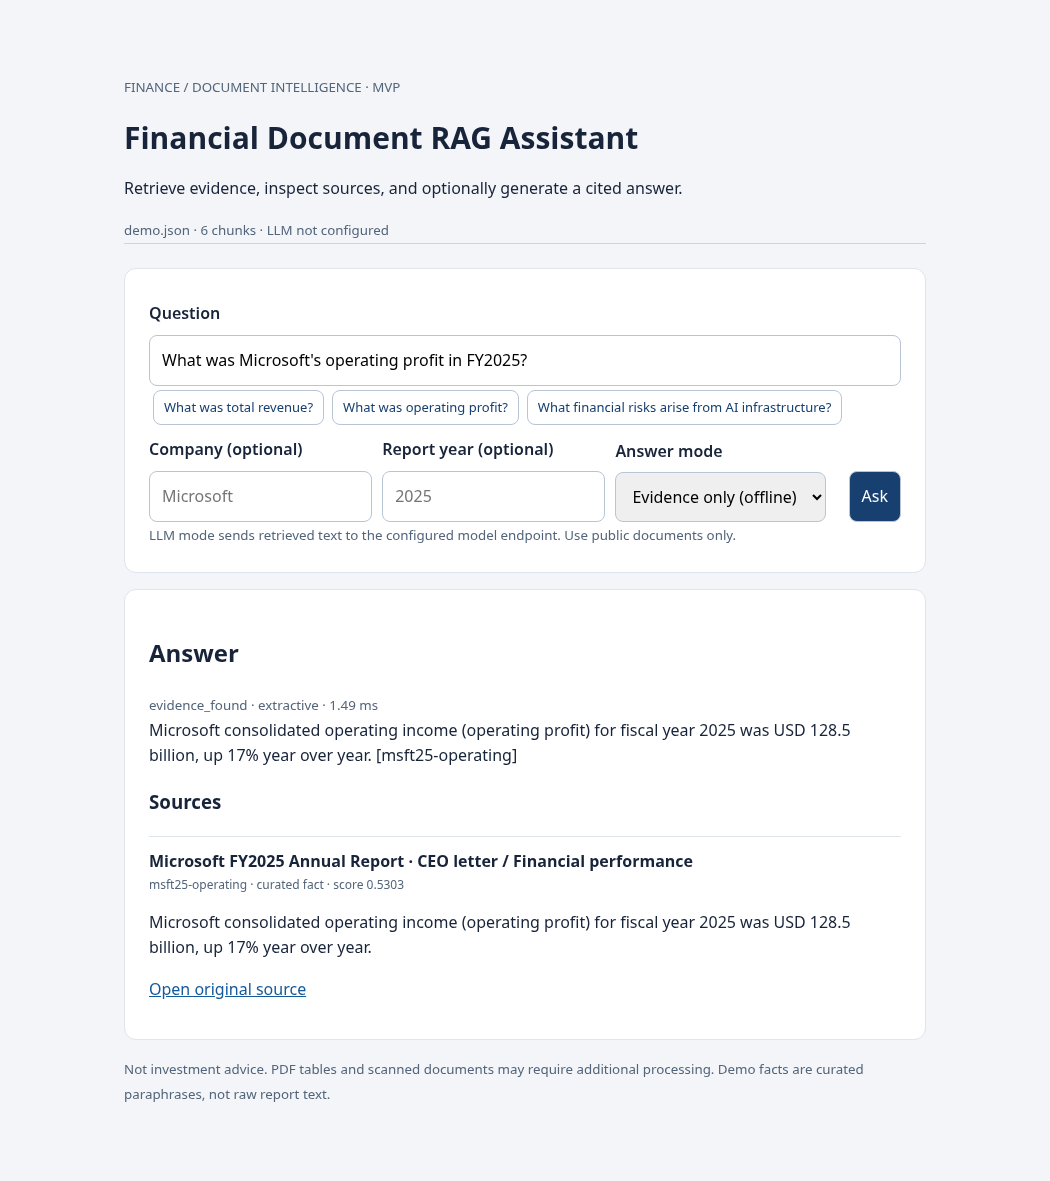 FINANCE / DOCUMENT INTELLIGENCE · MVP
Financial Document RAG Assistant
Retrieve evidence, inspect sources, and optionally generate a cited answer.
demo.json · 6 chunks · LLM not configured
Question
What was Microsoft's operating profit in FY2025?
What was total revenue? What was operating profit? What financial risks arise from AI infrastructure?
Company (optional) Report year (optional) Answer mode
Microsoft 2025 Evidence only (offline) Ask
LLM mode sends retrieved text to the configured model endpoint. Use public documents only.
Answer
evidence_found · extractive · 1.49 ms
Microsoft consolidated operating income (operating profit) for fiscal year 2025 was USD 128.5
billion, up 17% year over year. [msft25-operating]
Sources
Microsoft FY2025 Annual Report · CEO letter / Financial performance
msft25-operating · curated fact · score 0.5303
Microsoft consolidated operating income (operating profit) for fiscal year 2025 was USD 128.5
billion, up 17% year over year.
Open original source
Not investment advice. PDF tables and scanned documents may require additional processing. Demo facts are curated
paraphrases, not raw report text.